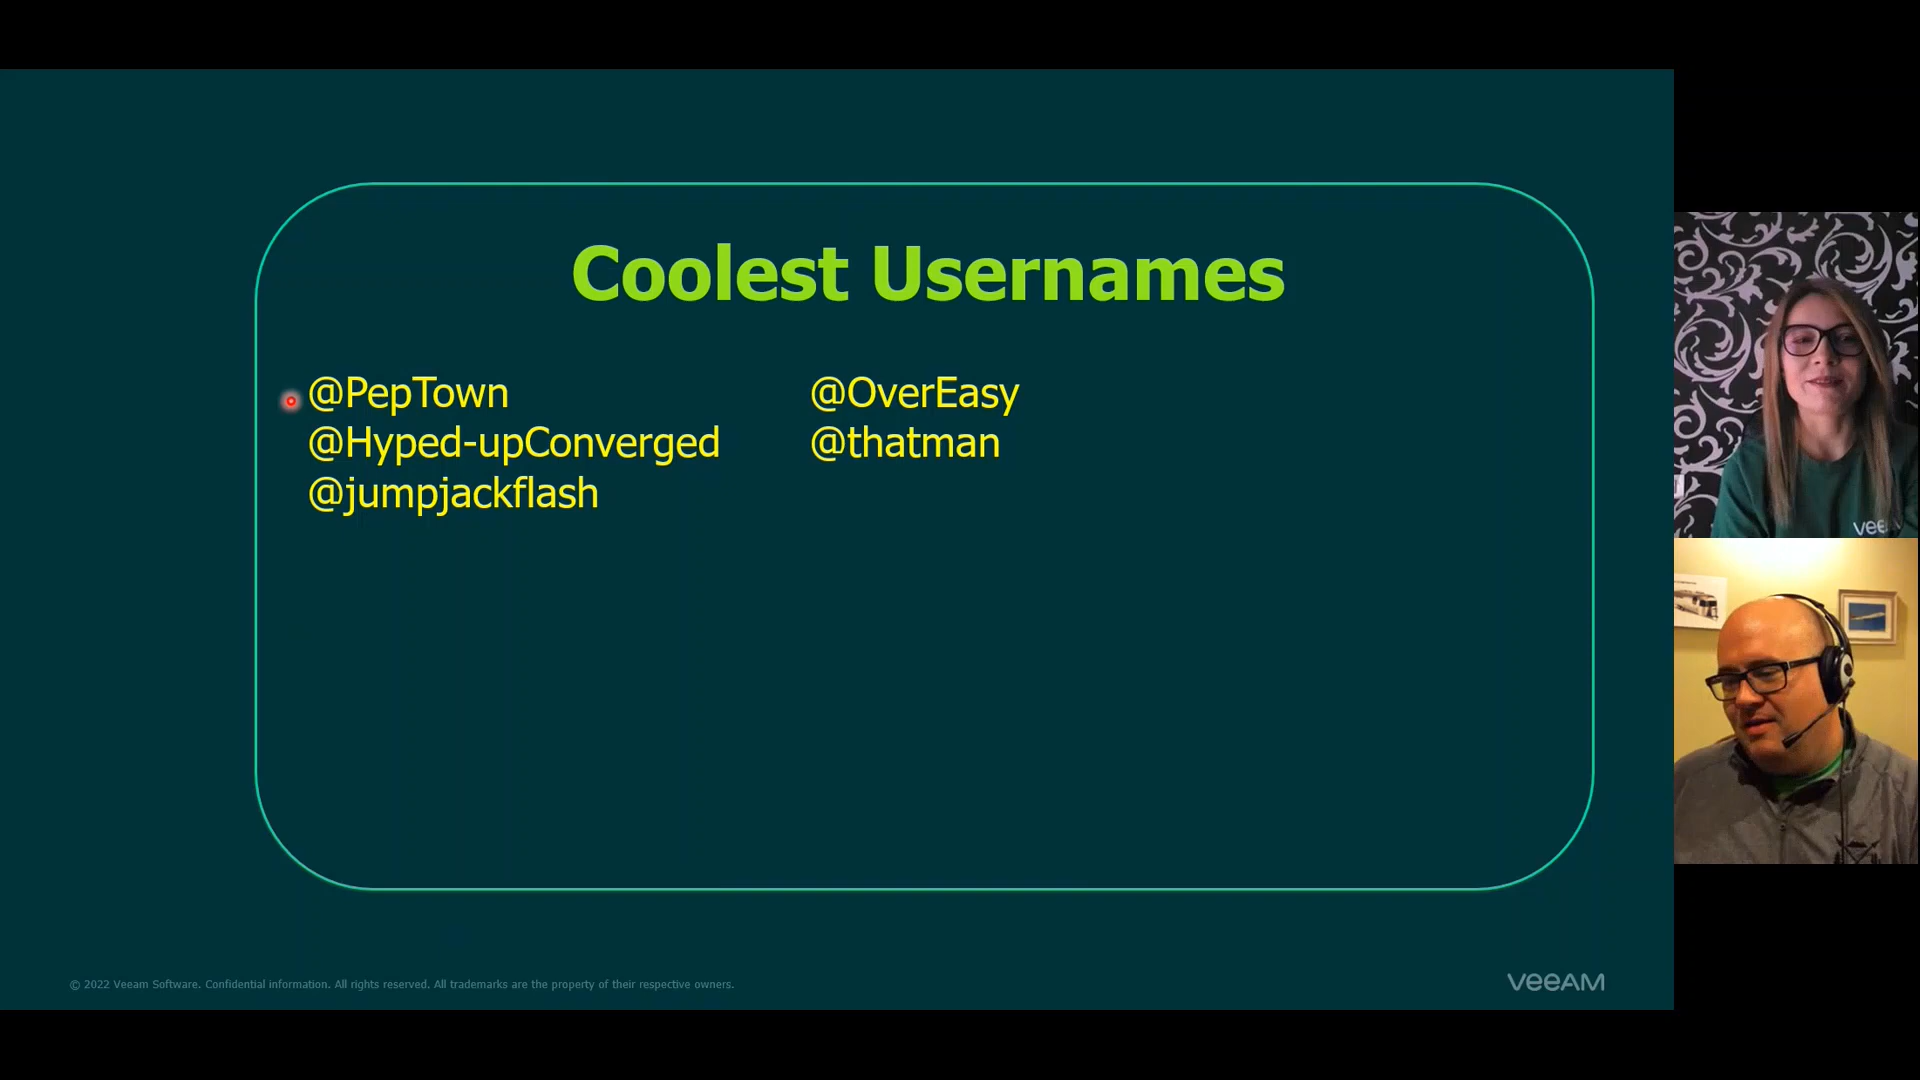 Coolest Usernames
@PepTown
@Hyped-upConverged
@jumpjackflash
@OverEasy
@thatman
© 2022 Veeam Software. Confidential information. All rights reserved. All trademarks are the property of their respective owners.
veeAM